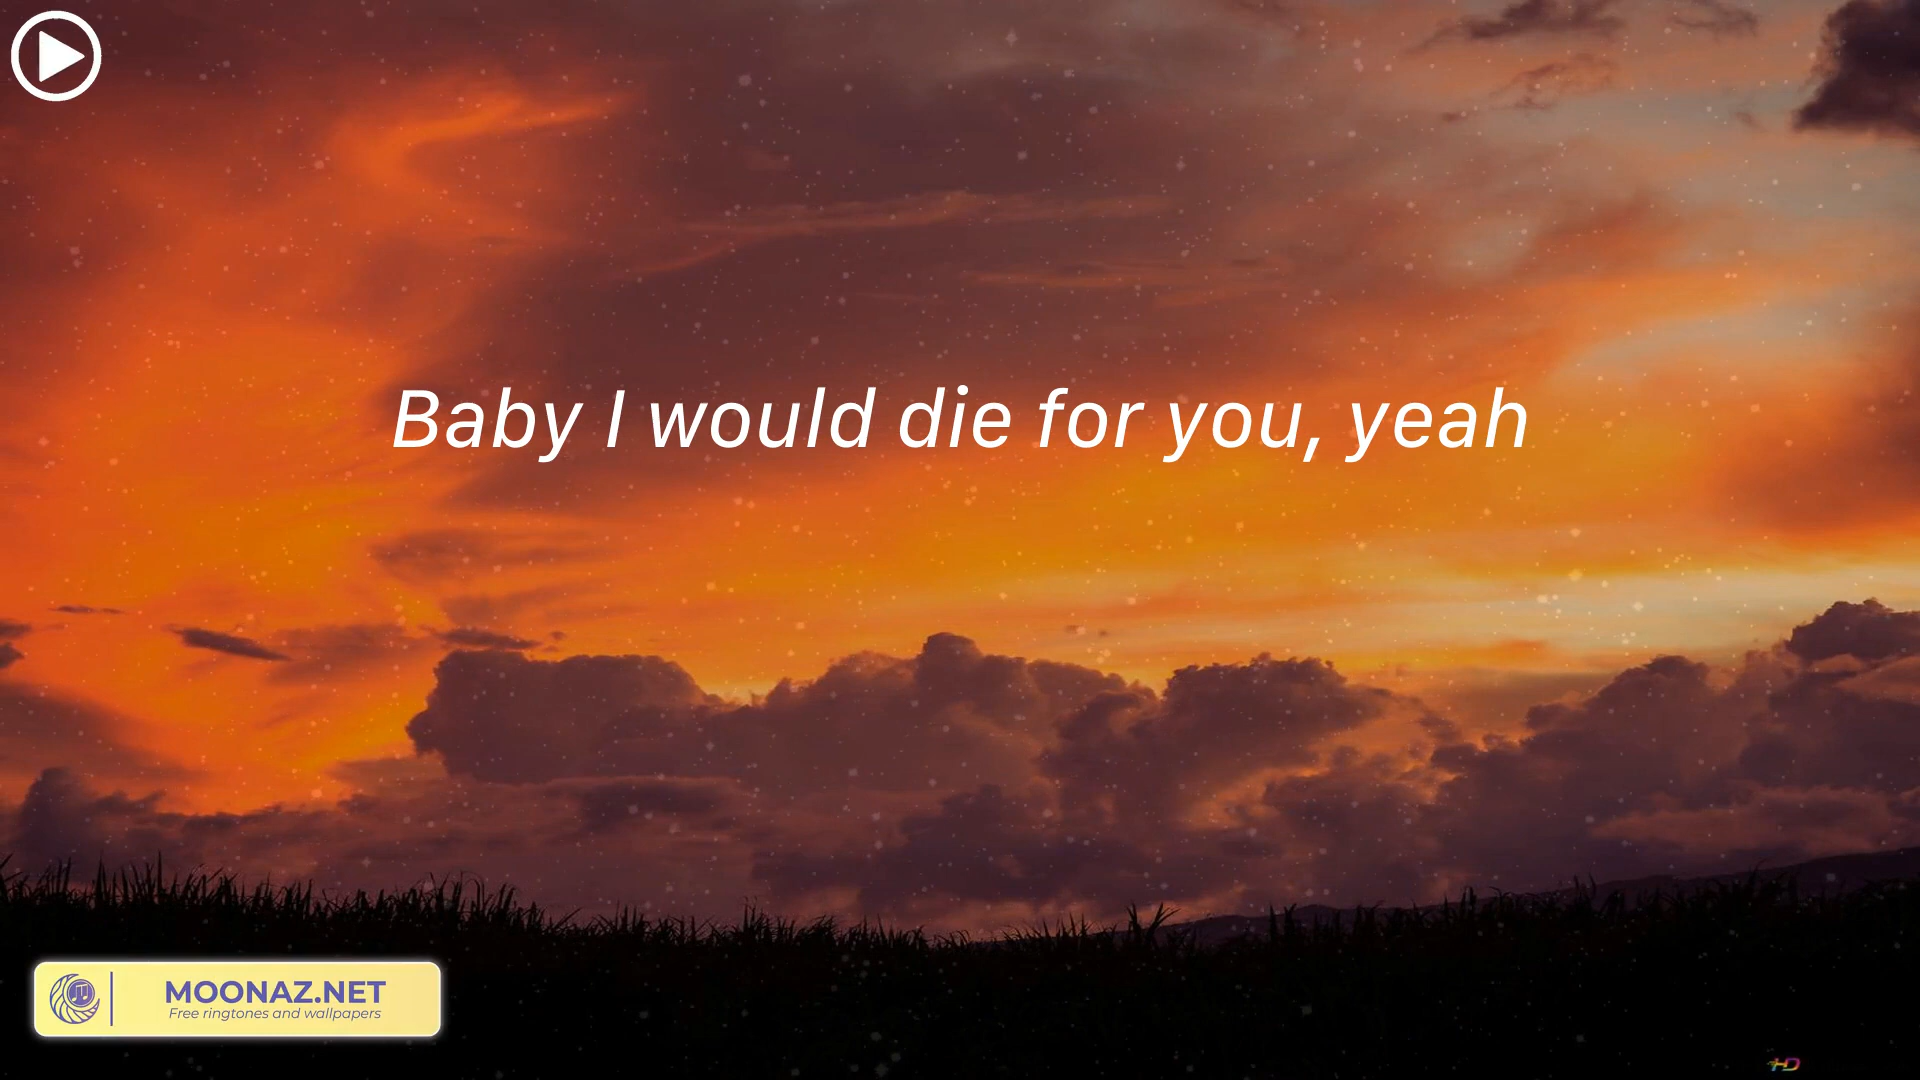 Baby I would die for you, yeah
MOONAZ.NET
Free ringtones and wallpapers
HD